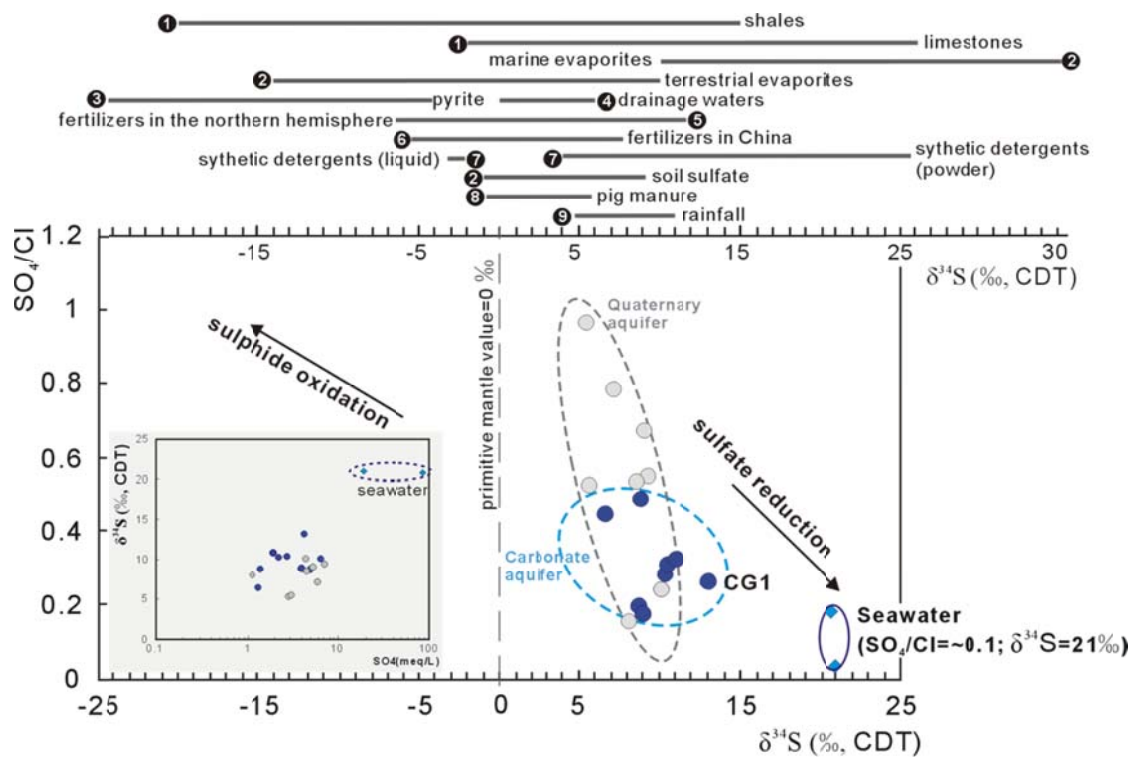 1 shales
1 limestones
marine evaporites 2
2 terrestrial evaporites
3 pyrite 4 drainage waters
fertilizers in the northern hemisphere 5
6 fertilizers in China
sythetic detergents (liquid) 7 7 sythetic detergents
(powder)
2 soil sulfate
8 pig manure
9 rainfall
-15 -5 5 15 25 30
δ³⁴S (‰, CDT)
SO₄/Cl
1.2
1
0.8
0.6
0.4
0.2
0
primitive mantle value=0 ‰
Quaternary
aquifer
sulphide oxidation
sulfate reduction
Carbonate
aquifer
CG1
Seawater
(SO₄/Cl=~0.1; δ³⁴S=21‰)
δ³⁴S (‰, CDT)
25
20
15
10
5
0
seawater
0.1 1 10 100
SO4(meq/L)
-25 -15 -5 0 5 15 25
δ³⁴S (‰, CDT)